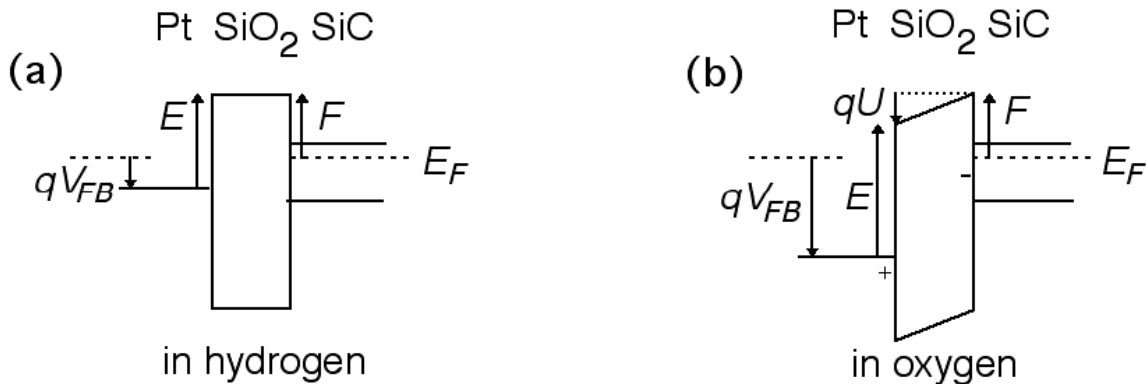 Pt SiO2 SiC
(a)
E
F
qVFB
EF
in hydrogen
Pt SiO2 SiC
(b)
qU
F
EF
qVFB
E
-
+
in oxygen